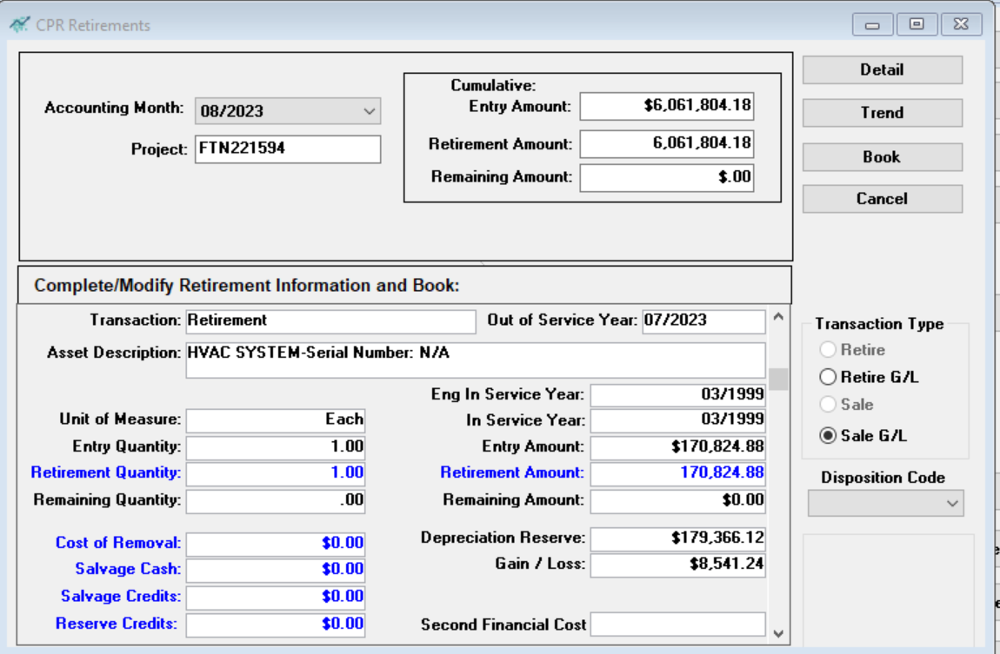 CPR Retirements
Accounting Month: 08/2023
Project: FTN221594
Cumulative:
Entry Amount: $6,061,804.18
Retirement Amount: 6,061,804.18
Remaining Amount: $.00
Detail
Trend
Book
Cancel
Complete/Modify Retirement Information and Book:
Transaction: Retirement Out of Service Year: 07/2023
Asset Description: HVAC SYSTEM-Serial Number: N/A
Eng In Service Year: 03/1999
Unit of Measure: Each In Service Year: 03/1999
Entry Quantity: 1.00 Entry Amount: $170,824.88
Retirement Quantity: 1.00 Retirement Amount: 170,824.88
Remaining Quantity: .00 Remaining Amount: $0.00
Cost of Removal: $0.00 Depreciation Reserve: $179,366.12
Salvage Cash: $0.00 Gain / Loss: $8,541.24
Salvage Credits: $0.00
Reserve Credits: $0.00 Second Financial Cost
Transaction Type
Retire
Retire G/L
Sale
Sale G/L
Disposition Code